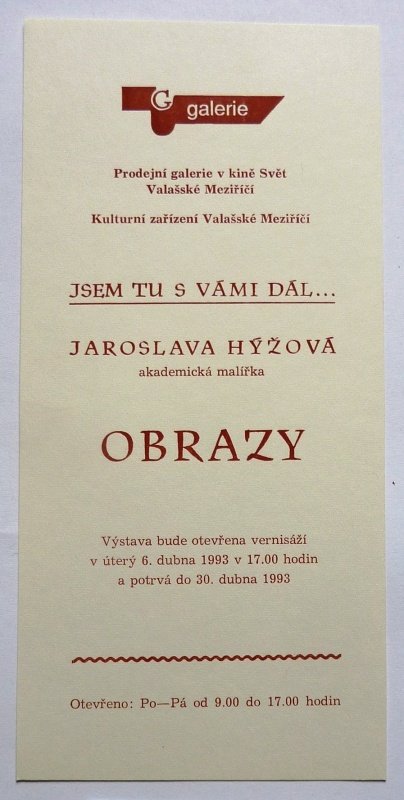 G galerie
Prodejní galerie v kině Svět
Valašské Meziříčí
Kulturní zařízení Valašské Meziříčí
JSEM TU S VÁMI DÁL...
JAROSLAVA HÝŽOVÁ
akademická malířka
OBRAZY
Výstava bude otevřena vernisáží
v úterý 6. dubna 1993 v 17.00 hodin
a potrvá do 30. dubna 1993
Otevřeno: Po—Pá od 9.00 do 17.00 hodin